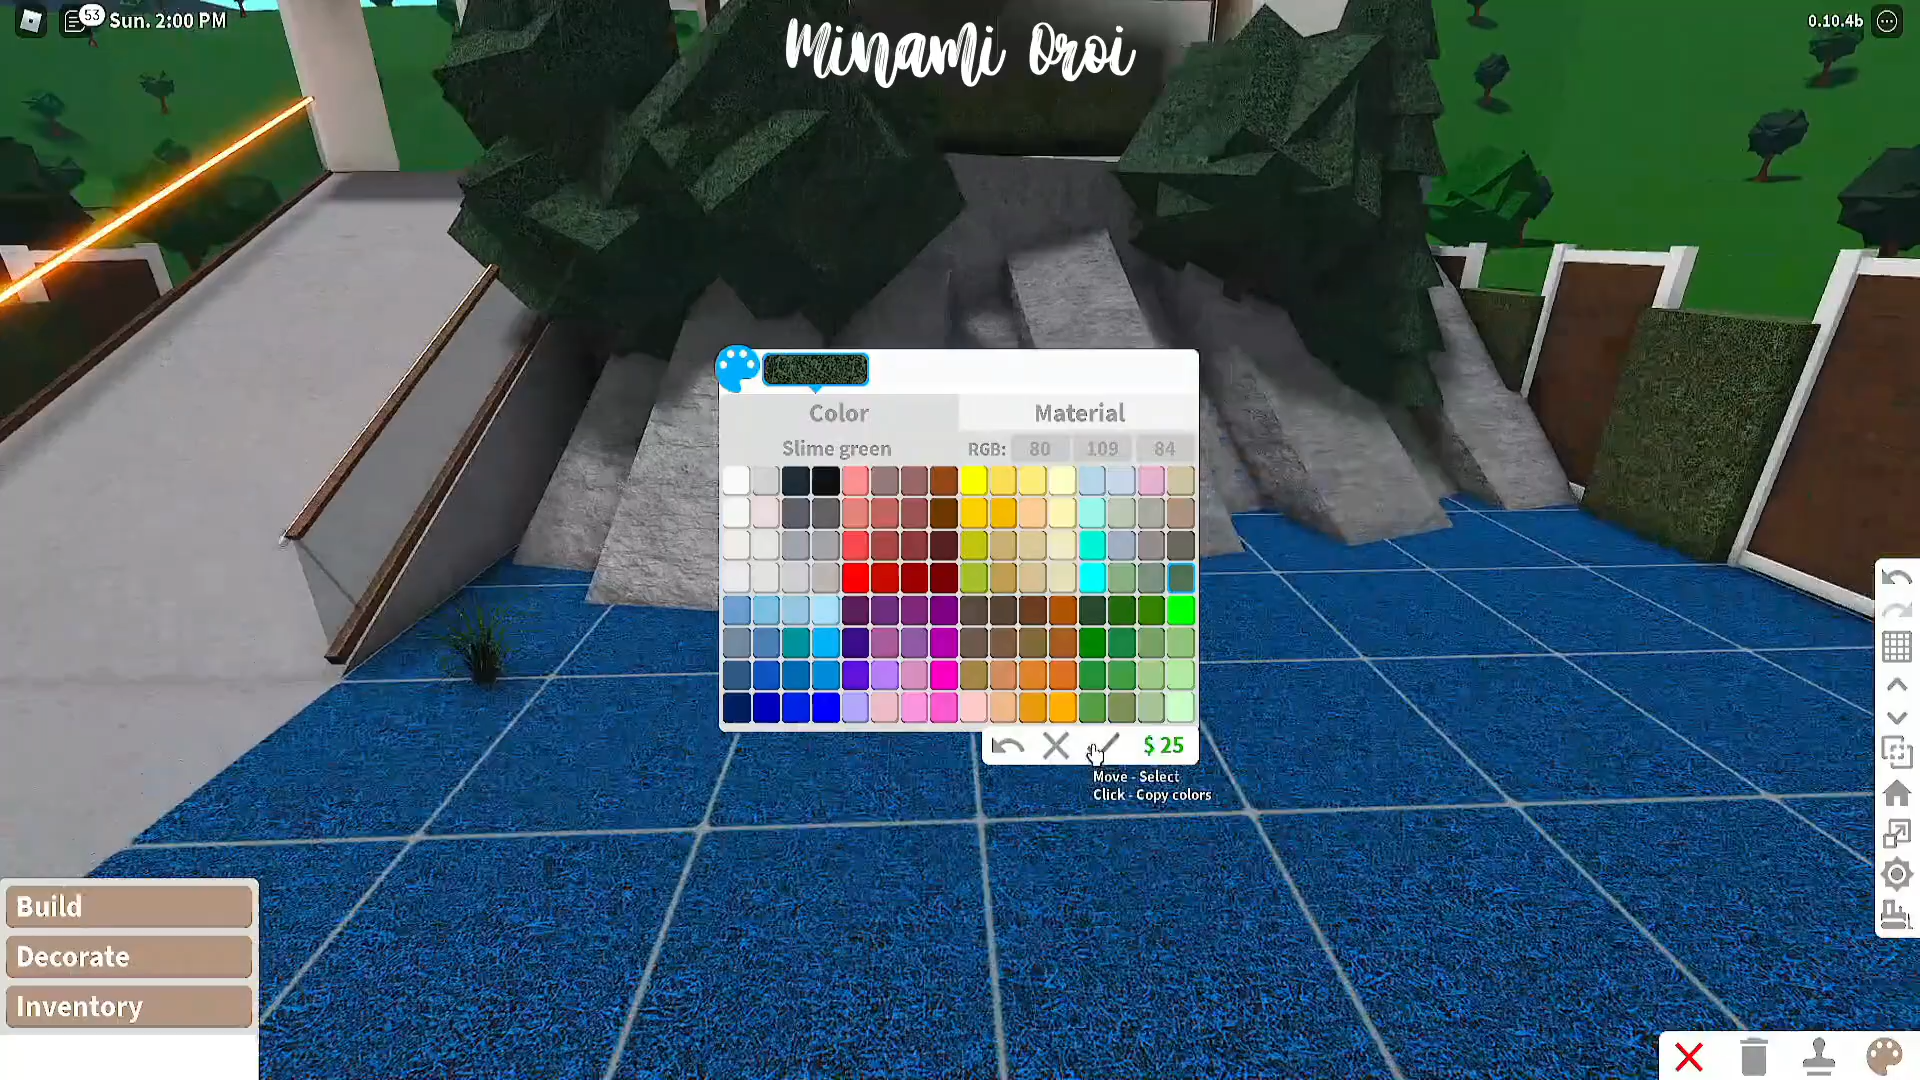 53
Sun. 2:00 PM
Minami Oroi
0.10.4b
Color
Material
Slime green
RGB: 80 109 84
$ 25
Move - Select
Click - Copy colors
Build
Decorate
Inventory